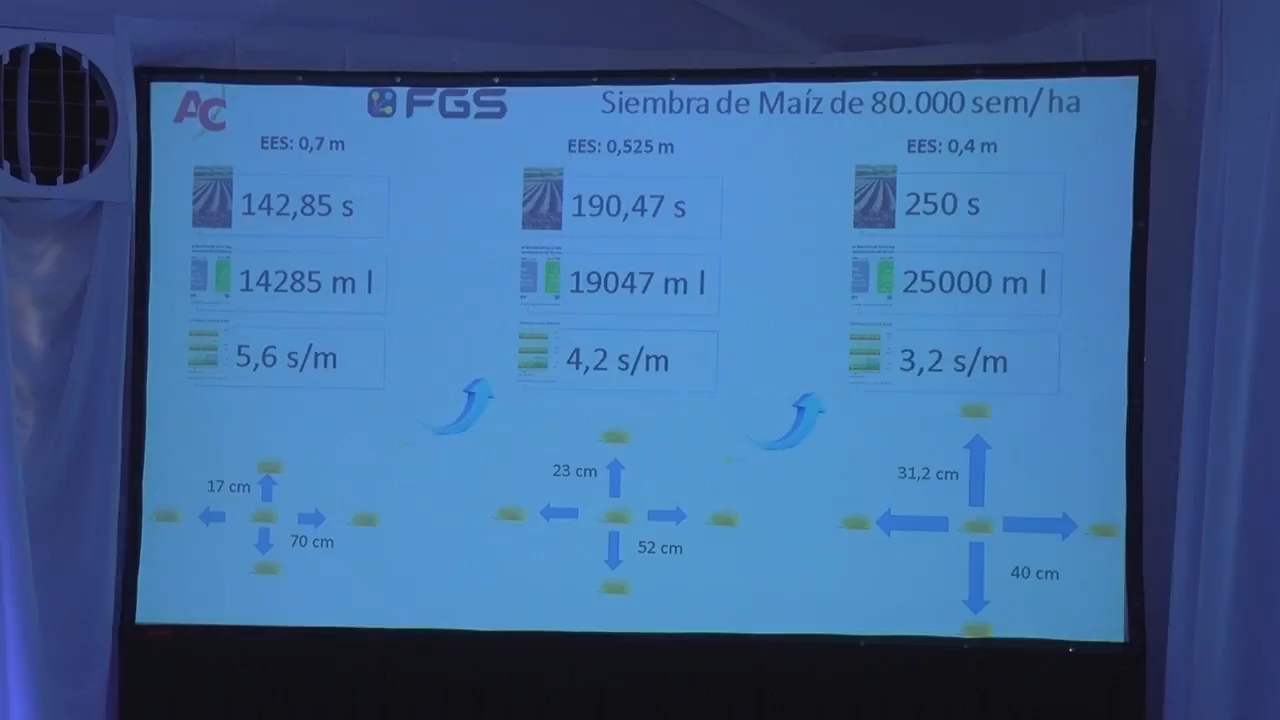 AC
FGS
Siembra de Maíz de 80.000 sem/ha
EES: 0,7 m
EES: 0,525 m
EES: 0,4 m
142,85 s
190,47 s
250 s
14285 m l
19047 m l
25000 m l
5,6 s/m
4,2 s/m
3,2 s/m
17 cm
70 cm
23 cm
52 cm
31,2 cm
40 cm